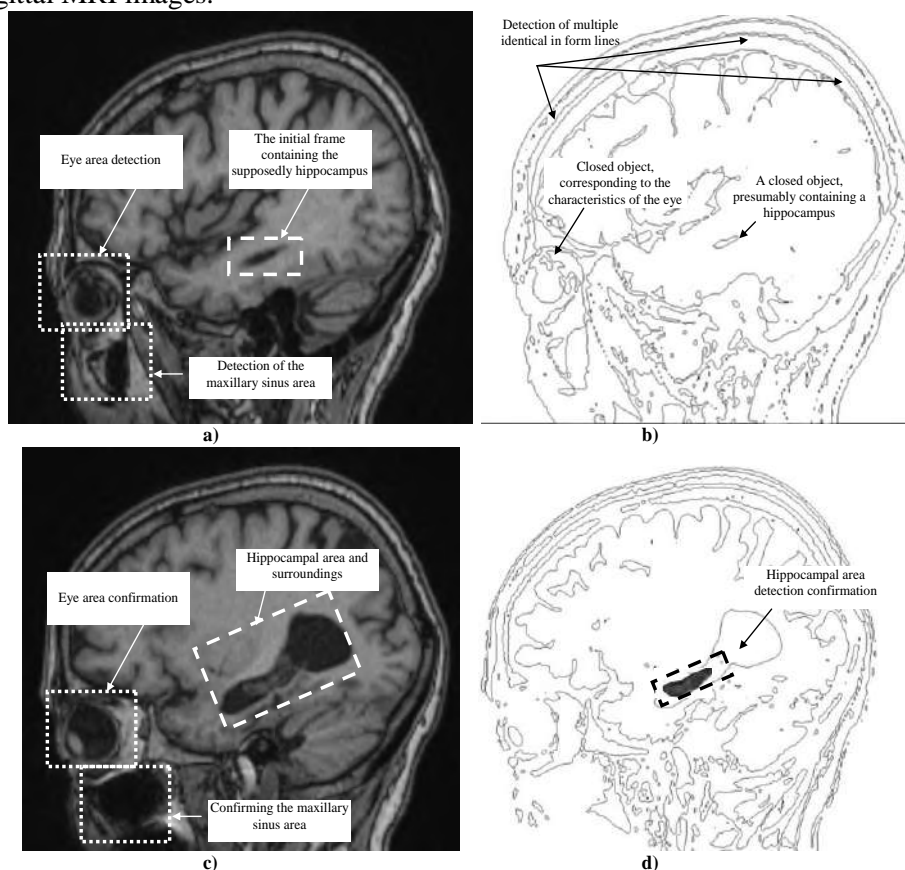 gittal MRI images.
Eye area detection
The initial frame
containing the
supposedly hippocampus
Detection of the
maxillary sinus area
a)
Detection of multiple
identical in form lines
Closed object,
corresponding to the
characteristics of the eye
A closed object,
presumably containing a
hippocampus
b)
Hippocampal area and
surroundings
Eye area confirmation
Confirming the maxillary
sinus area
c)
Hippocampal area
detection confirmation
d)